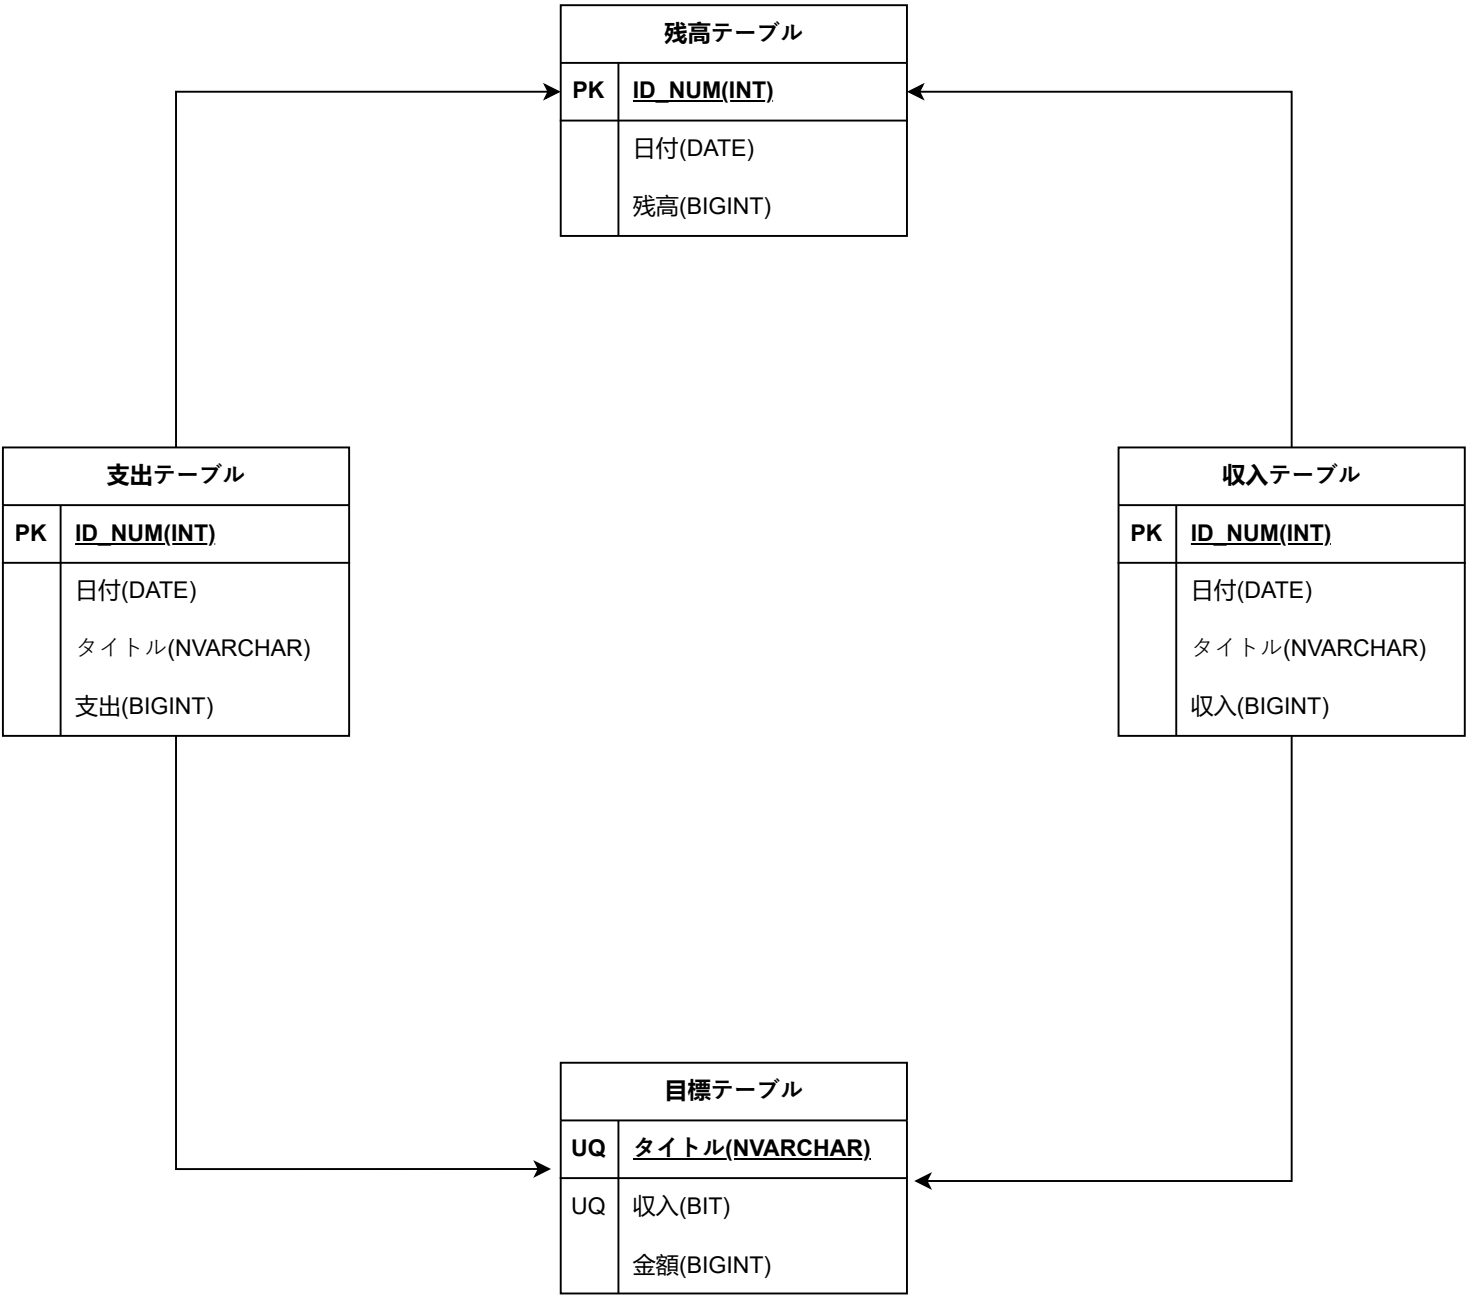 残高テーブル
PK ID_NUM(INT)
日付(DATE)
残高(BIGINT)
支出テーブル
PK ID_NUM(INT)
日付(DATE)
タイトル(NVARCHAR)
支出(BIGINT)
収入テーブル
PK ID_NUM(INT)
日付(DATE)
タイトル(NVARCHAR)
収入(BIGINT)
目標テーブル
UQ タイトル(NVARCHAR)
UQ 収入(BIT)
金額(BIGINT)